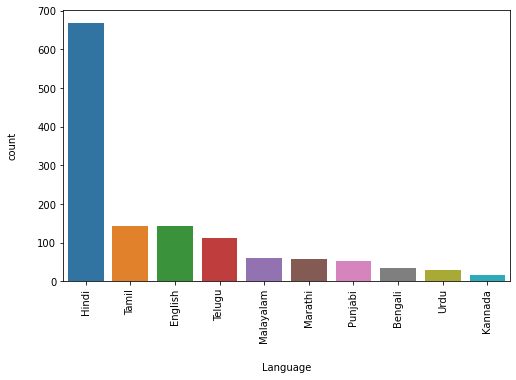 700
600
500
400
300
200
100
0
count
Hindi
Tamil
English
Telugu
Malayalam
Marathi
Punjabi
Bengali
Urdu
Kannada
Language